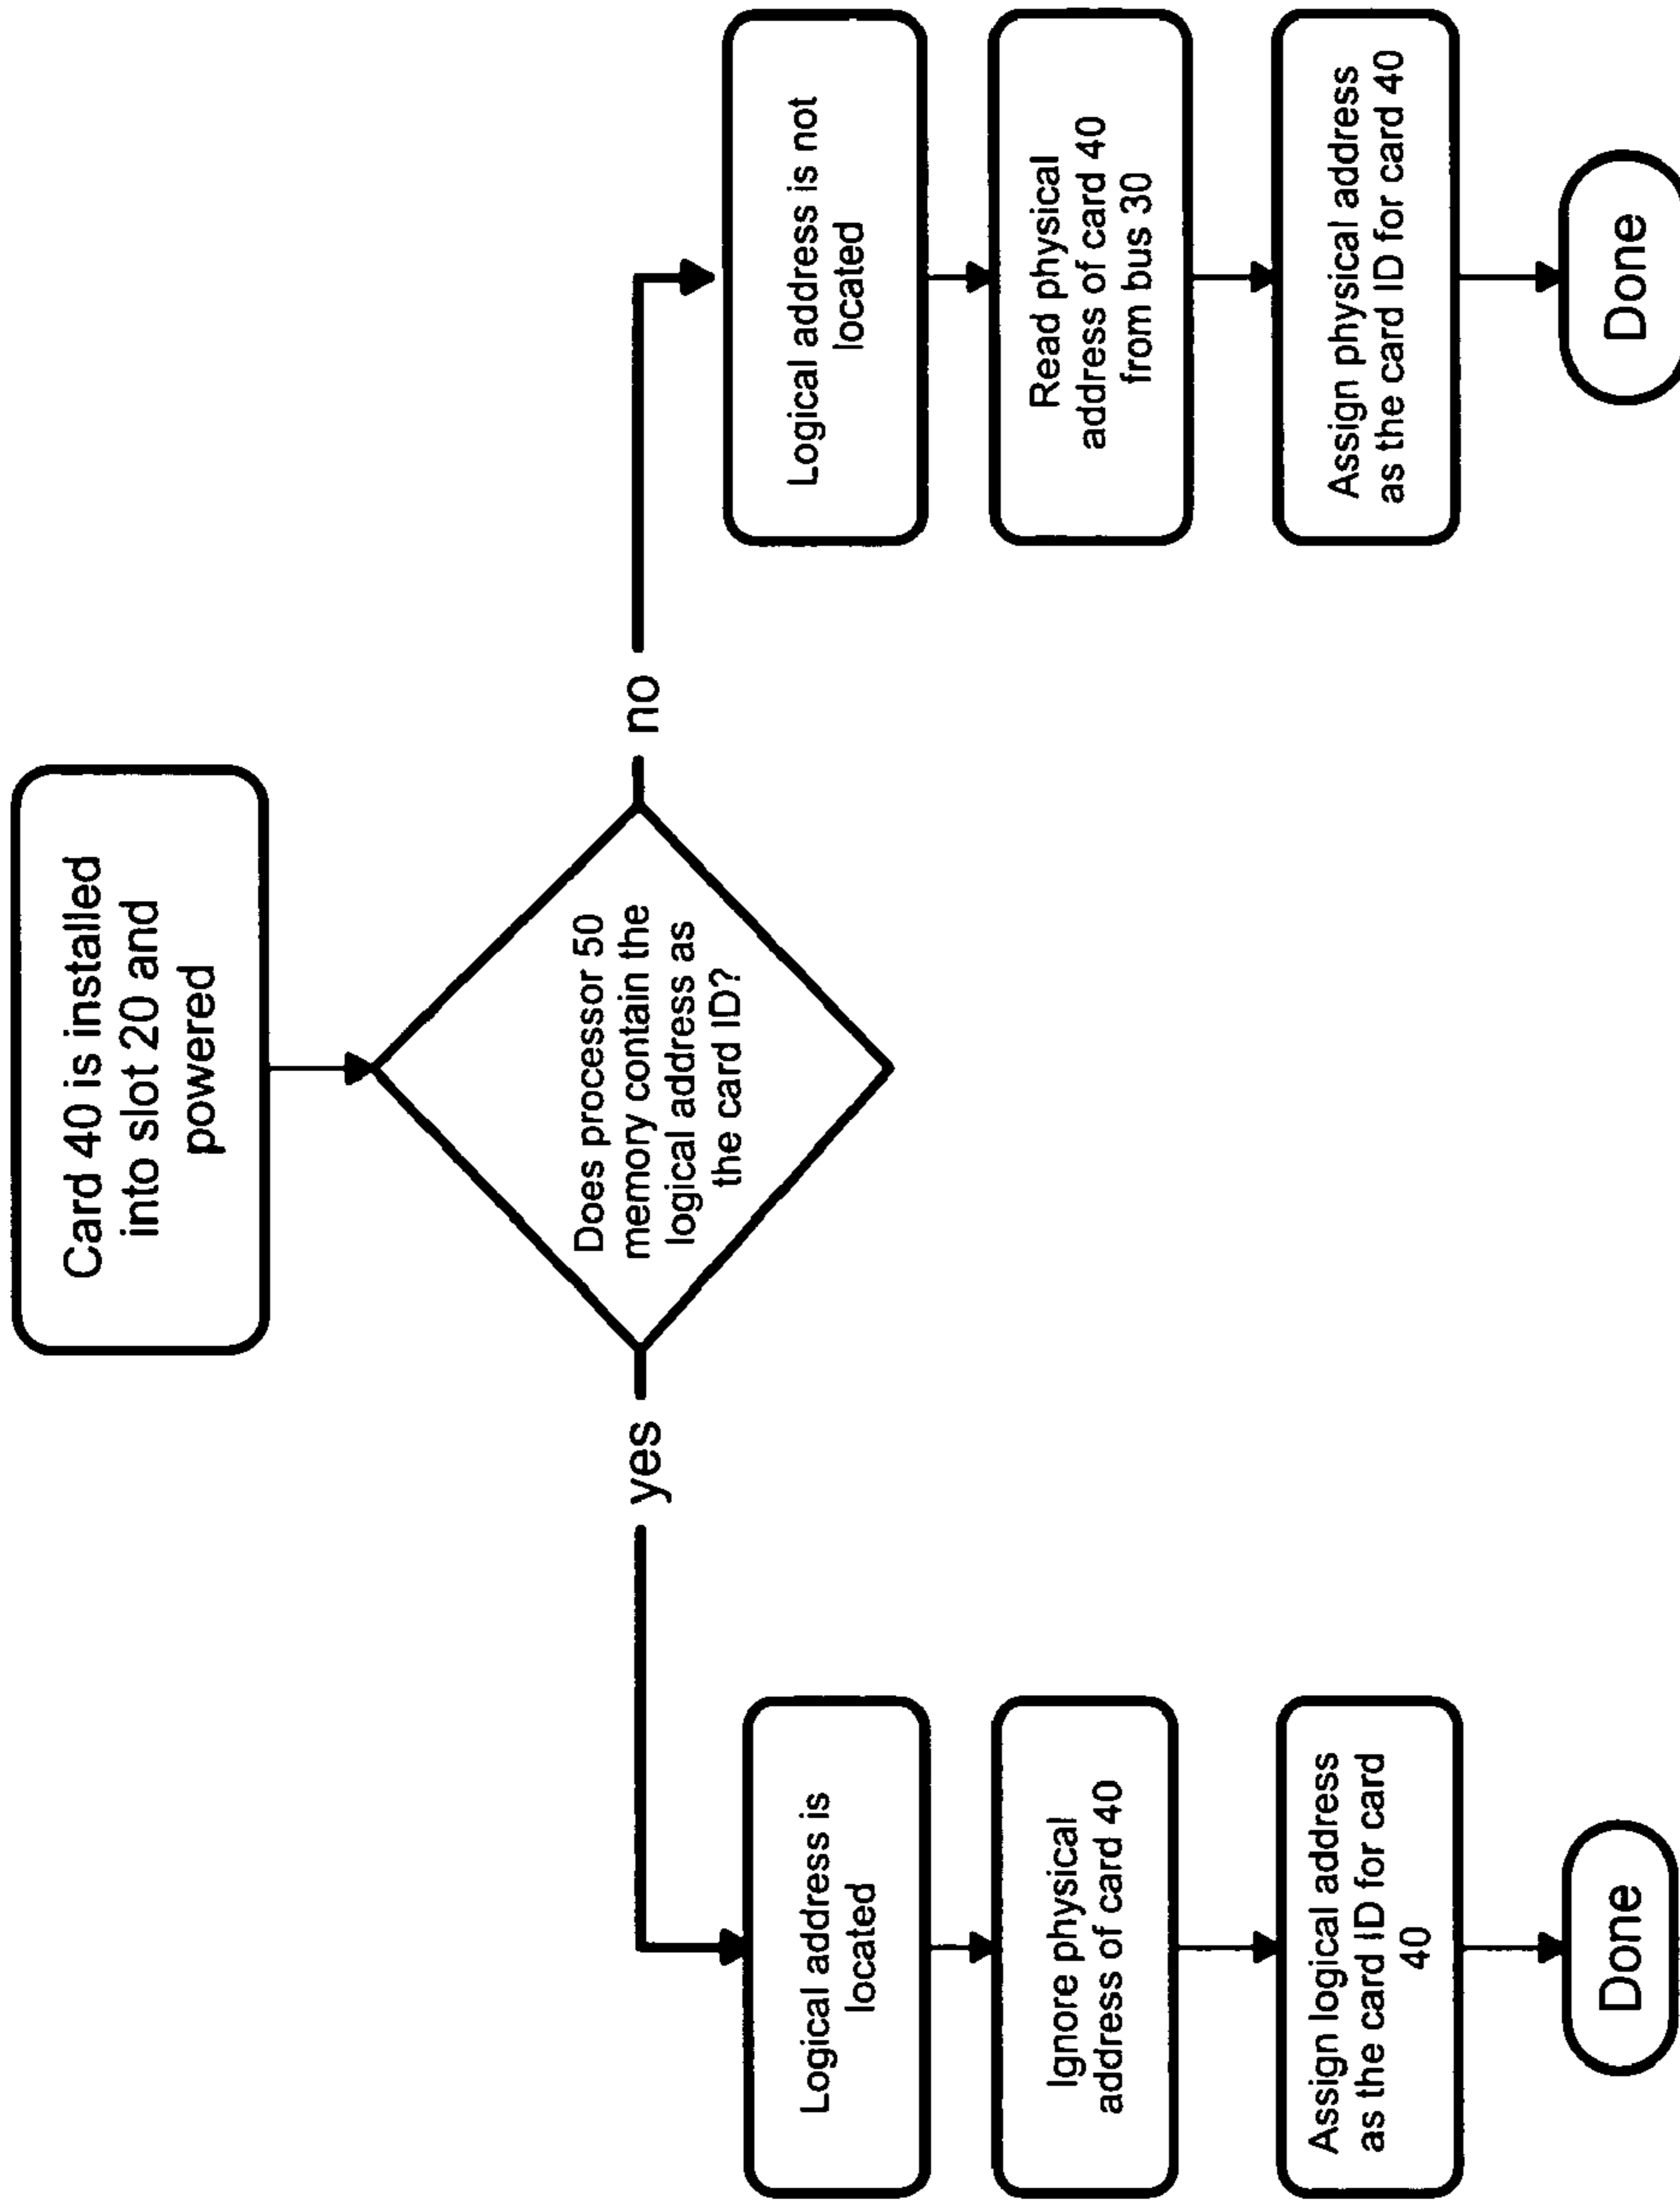 Card 40 is installed
into slot 20 and
powered
Does processor 50
memory contain the
logical address as
the card ID?
yes
no
Logical address is
located
Ignore physical
address of card 40
Assign logical address
as the card ID for card
40
Done
Logical address is not
located
Read physical
address of card 40
from bus 30
Assign physical address
as the card ID for card 40
Done